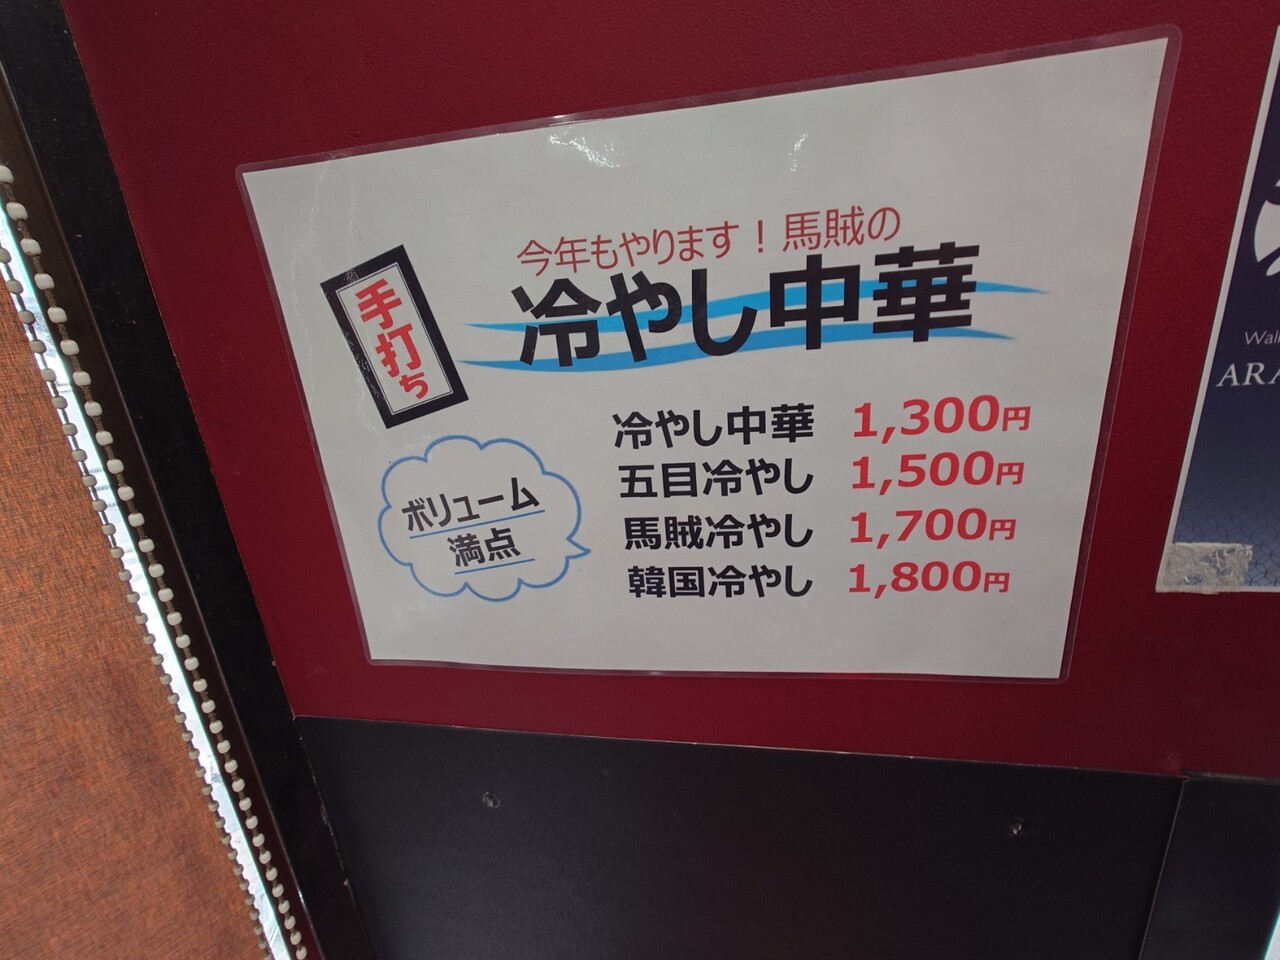 今年もやります！馬賊の
冷やし中華
手打ち
ボリューム
満点
冷やし中華 1,300円
五目冷やし 1,500円
馬賊冷やし 1,700円
韓国冷やし 1,800円